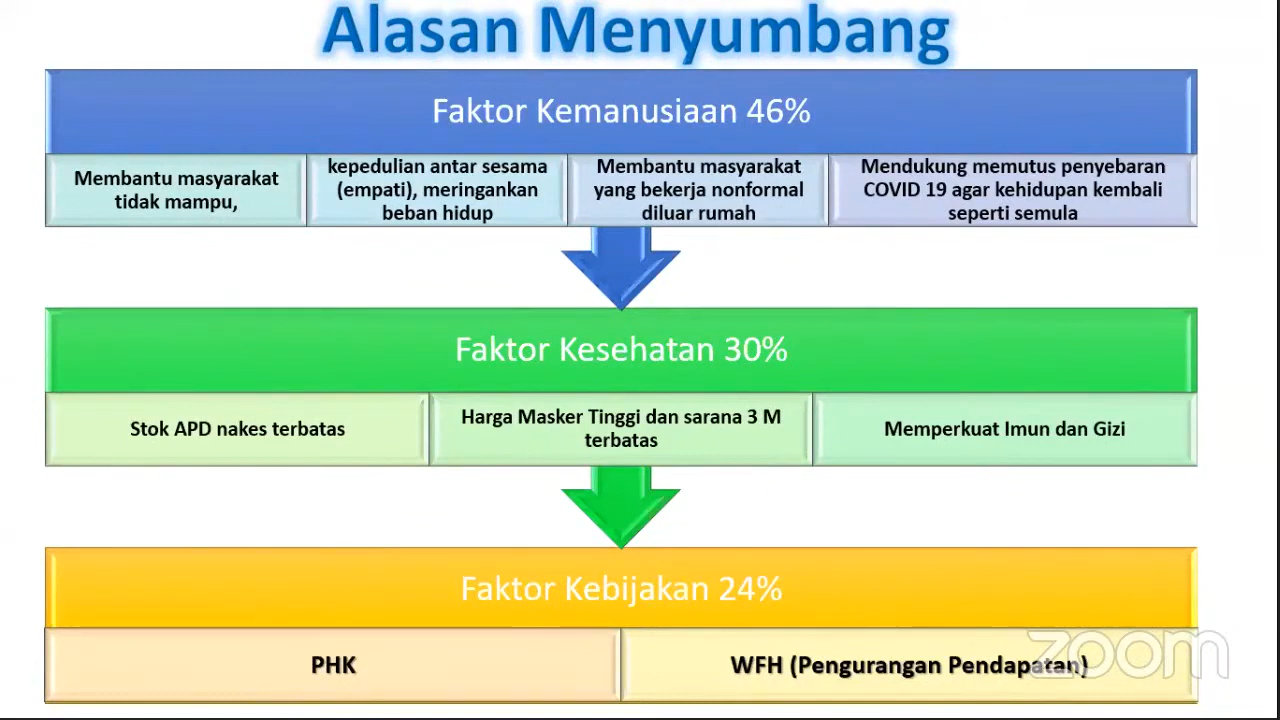 Alasan Menyumbang
Faktor Kemanusiaan 46%
Membantu masyarakat
tidak mampu,
kepedulian antar sesama
(empati), meringankan
beban hidup
Membantu masyarakat
yang bekerja nonformal
diluar rumah
Mendukung memutus penyebaran
COVID 19 agar kehidupan kembali
seperti semula
Faktor Kesehatan 30%
Stok APD nakes terbatas
Harga Masker Tinggi dan sarana 3 M
terbatas
Memperkuat Imun dan Gizi
Faktor Kebijakan 24%
PHK
WFH (Pengurangan Pendapatan)
zoom